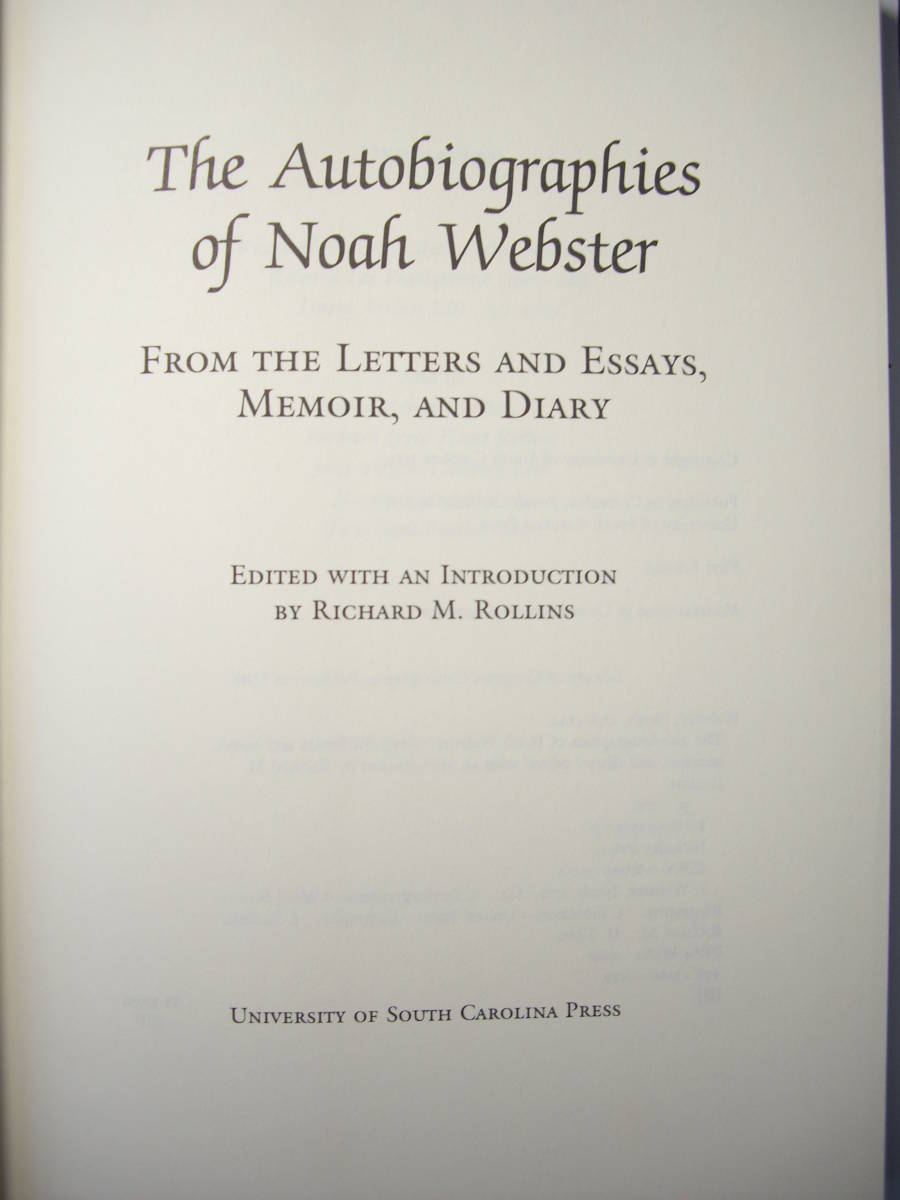 The Autobiographies
of Noah Webster
FROM THE LETTERS AND ESSAYS,
MEMOIR, AND DIARY
EDITED WITH AN INTRODUCTION
BY RICHARD M. ROLLINS
UNIVERSITY OF SOUTH CAROLINA PRESS